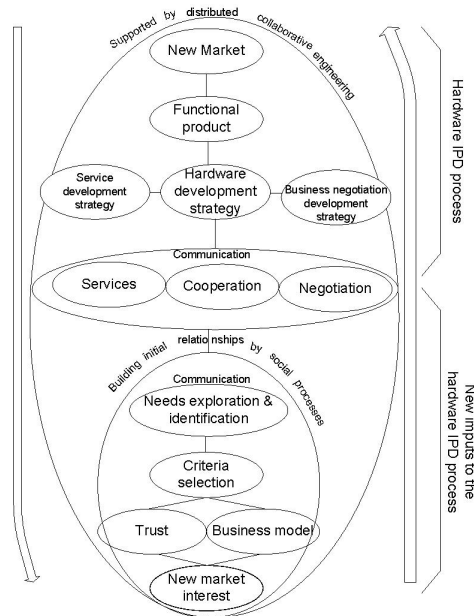 Supported by distributed collaborative engineering
New Market
Functional
product
Service
development
strategy
Hardware
development
strategy
Business negotiation
development
strategy
Communication
Services
Cooperation
Negotiation
Building initial relationships by social processes
Communication
Needs exploration &
identification
Criteria
selection
Trust
Business model
New market
interest
Hardware IPD process
New imputs to the
hardware IPD process